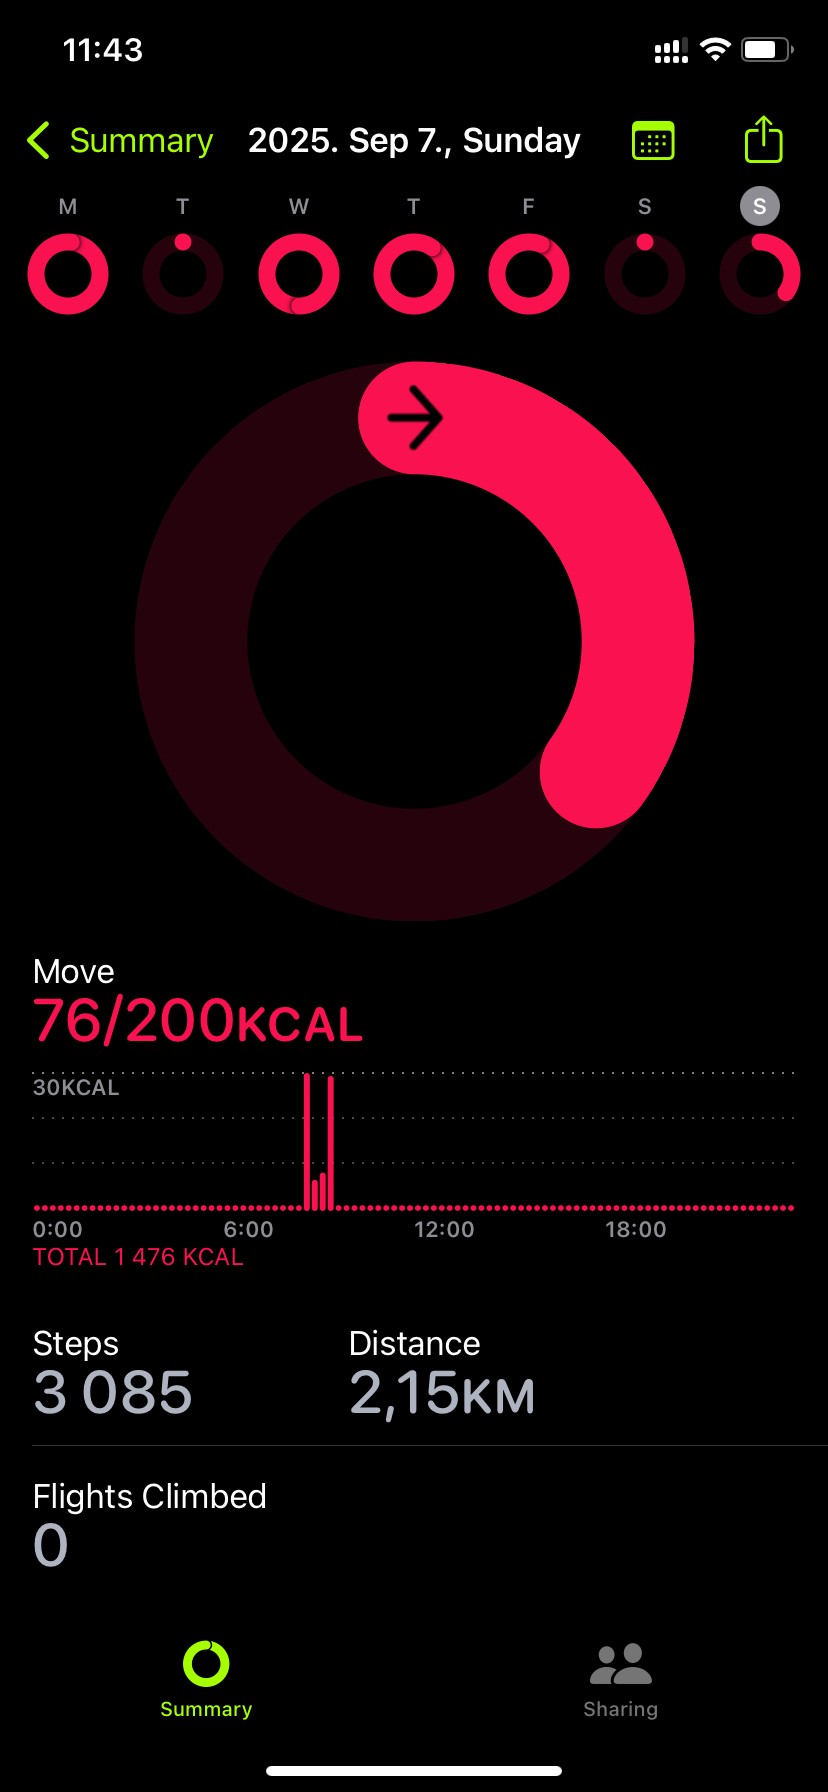 11:43
Summary 2025. Sep 7., Sunday
M T W T F S S
Move
76/200KCAL
30KCAL
0:00 6:00 12:00 18:00
TOTAL 1 476 KCAL
Steps Distance
3 085 2,15KM
Flights Climbed
0
Summary Sharing